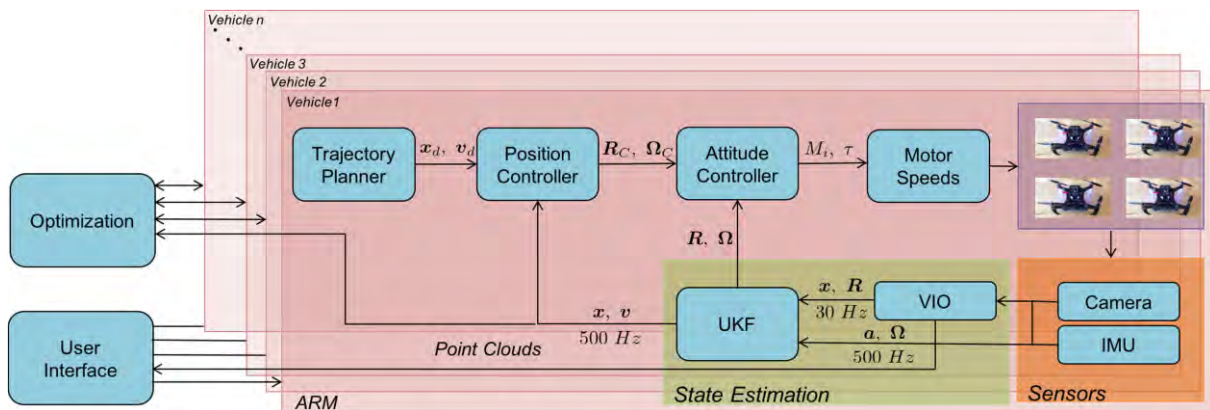 Vehicle n
Vehicle 3
Vehicle 2
Vehicle1
Trajectory
Planner
x_d, v_d
Position
Controller
R_C, Ω_C
Attitude
Controller
M_i, τ
Motor
Speeds
Optimization
R, Ω
x, v
500 Hz
UKF
x, R
30 Hz
VIO
Camera
a, Ω
500 Hz
IMU
User
Interface
Point Clouds
ARM
State Estimation
Sensors